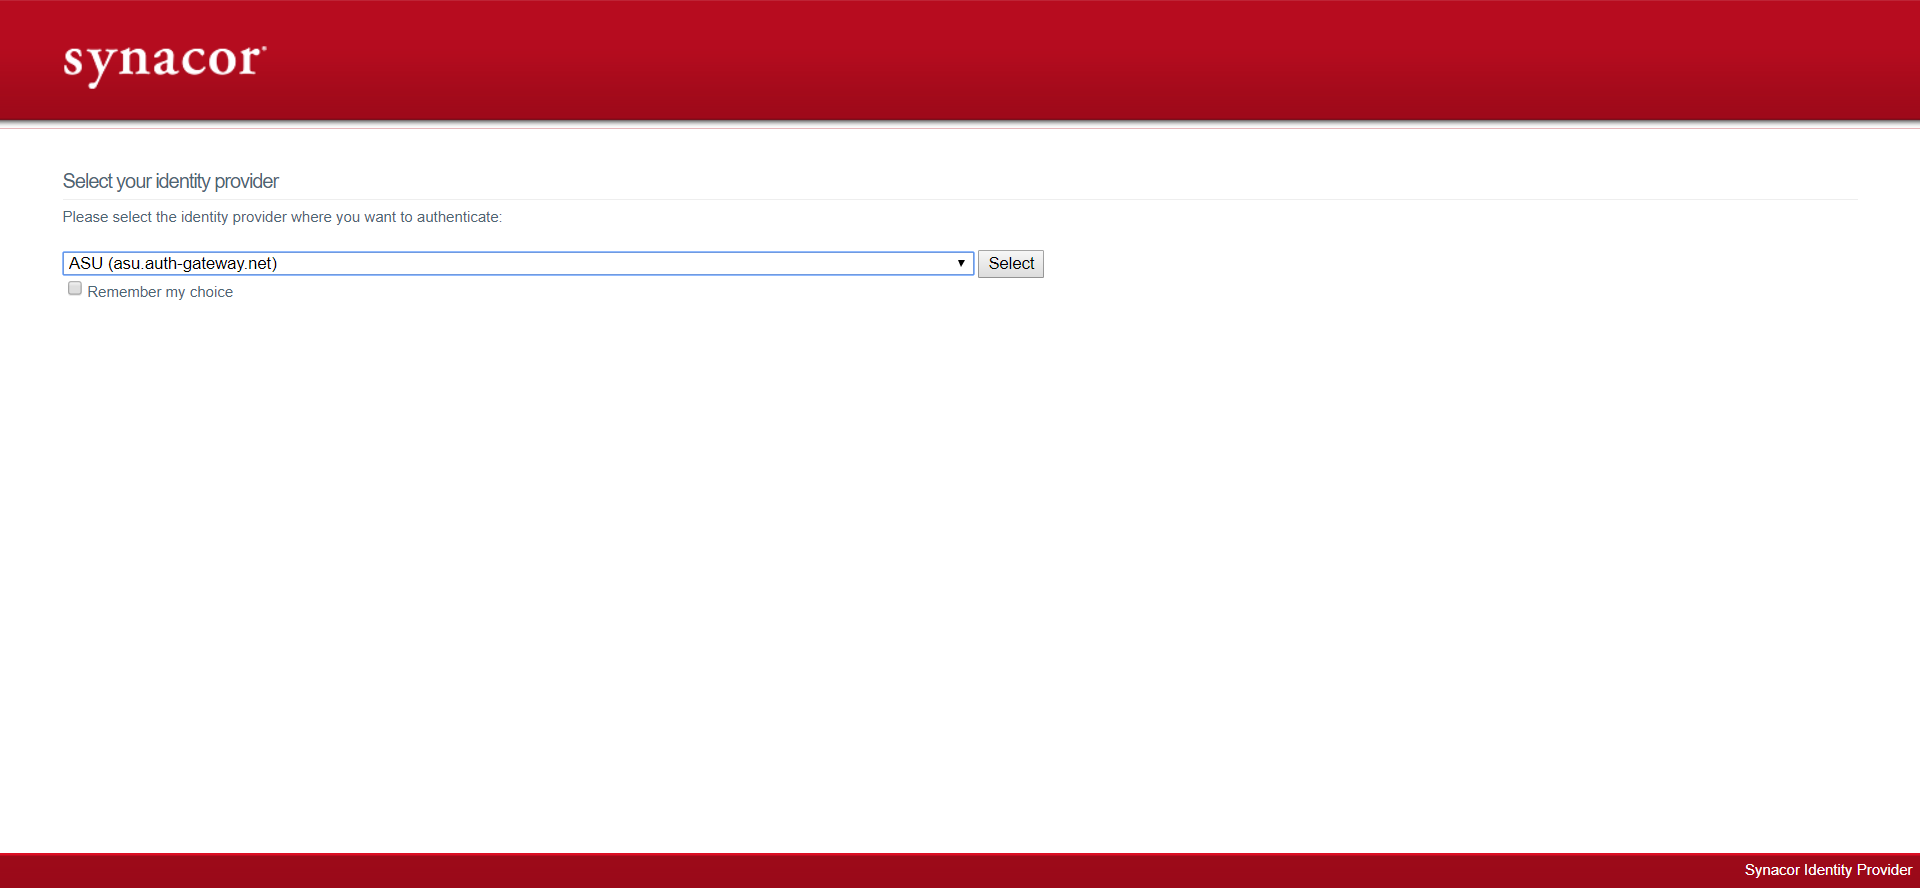 synacor
Select your identity provider
Please select the identity provider where you want to authenticate:
ASU (asu.auth-gateway.net)
Select
Remember my choice
Synacor Identity Provider